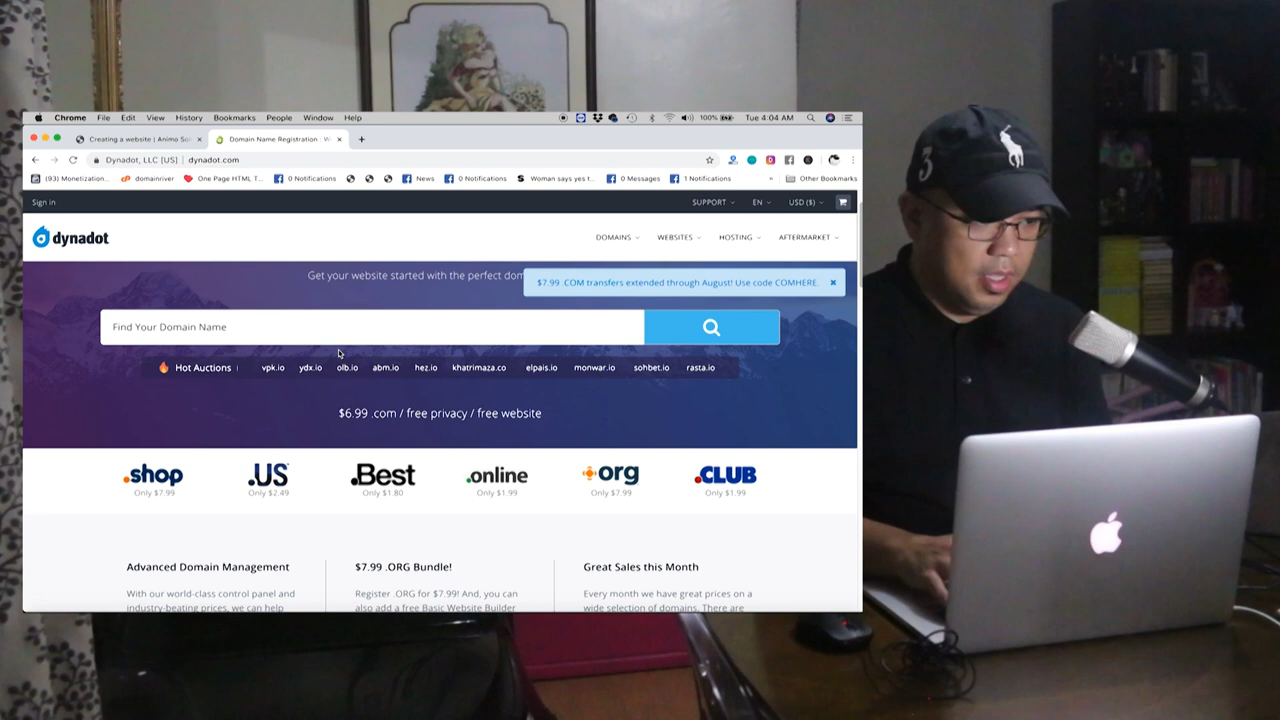 Chrome File Edit View History Bookmarks People Window Help 100% Tue 4:04 AM
Creating a website | Animo Sol
Domain Name Registration | W
Dynadot, LLC [US] | dynadot.com
(93) Monetization... domainriver One Page HTML T... 0 Notifications News 0 Notifications Woman says yes t... 0 Messages 1 Notifications » Other Bookmarks
Sign in SUPPORT EN USD ($)
dynadot DOMAINS WEBSITES HOSTING AFTERMARKET
Get your website started with the perfect dom
$7.99 .COM transfers extended through August! Use code COMHERE.
Find Your Domain Name
Hot Auctions vpk.io ydx.io olb.io abm.io hez.io khatrimaza.co elpais.io monwar.io sohbet.io rasta.io
$6.99 .com / free privacy / free website
.shop .US .Best .online .org .CLUB
Only $7.99 Only $2.49 Only $1.80 Only $1.99 Only $7.99 Only $1.99
Advanced Domain Management
With our world-class control panel and
industry-beating prices, we can help
$7.99 .ORG Bundle!
Register .ORG for $7.99! And, you can
also add a free Basic Website Builder
Great Sales this Month
Every month we have great prices on a
wide selection of domains. There are
3